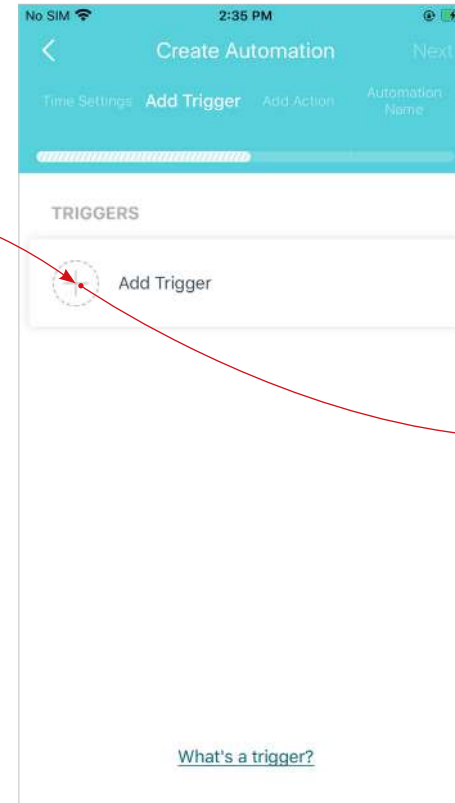 No SIM 2:35 PM
Create Automation Next
Time Settings Add Trigger Add Action Automation Name
TRIGGERS
Add Trigger
What's a trigger?